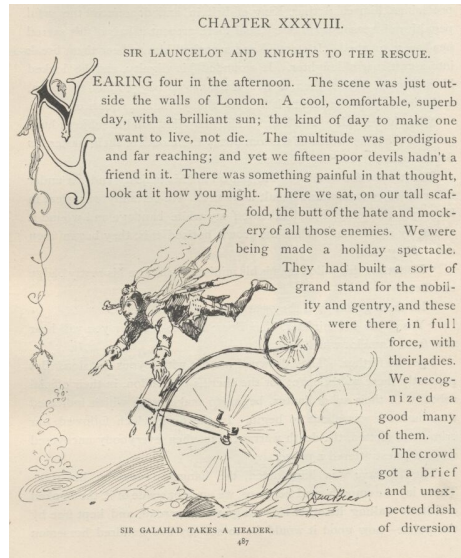 CHAPTER XXXVIII.
SIR LAUNCELOT AND KNIGHTS TO THE RESCUE.
NEARING four in the afternoon. The scene was just out-
side the walls of London. A cool, comfortable, superb
day, with a brilliant sun; the kind of day to make one
want to live, not die. The multitude was prodigious
and far reaching; and yet we fifteen poor devils hadn't a
friend in it. There was something painful in that thought,
look at it how you might. There we sat, on our tall scaf-
fold, the butt of the hate and mock-
ery of all those enemies. We were
being made a holiday spectacle.
They had built a sort of
grand stand for the nobil-
ity and gentry, and these
were there in full
force, with
their ladies.
We recog-
nized a
good many
of them.
The crowd
got a brief
and unex-
pected dash
of diversion
Dan Beard
SIR GALAHAD TAKES A HEADER.
487